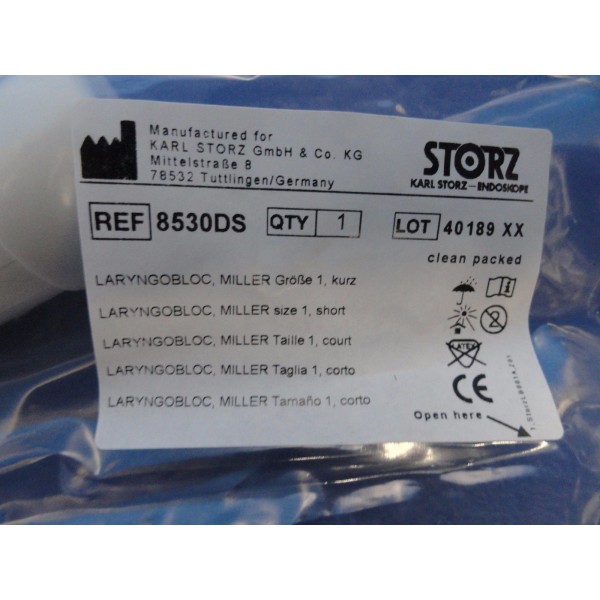 Manufactured for
KARL STORZ GmbH & Co. KG
Mittelstraße 8
78532 Tuttlingen/Germany
STORZ
KARL STORZ—ENDOSKOPE
REF 8530DS QTY 1 LOT 40189 XX
clean packed
LARYNGOBLOC, MILLER Größe 1, kurz
LARYNGOBLOC, MILLER size 1, short
LARYNGOBLOC, MILLER Taille 1, court
LARYNGOBLOC, MILLER Taglia 1, corto
LARYNGOBLOC, MILLER Tamaño 1, corto
2
LATEX
CE
Open here